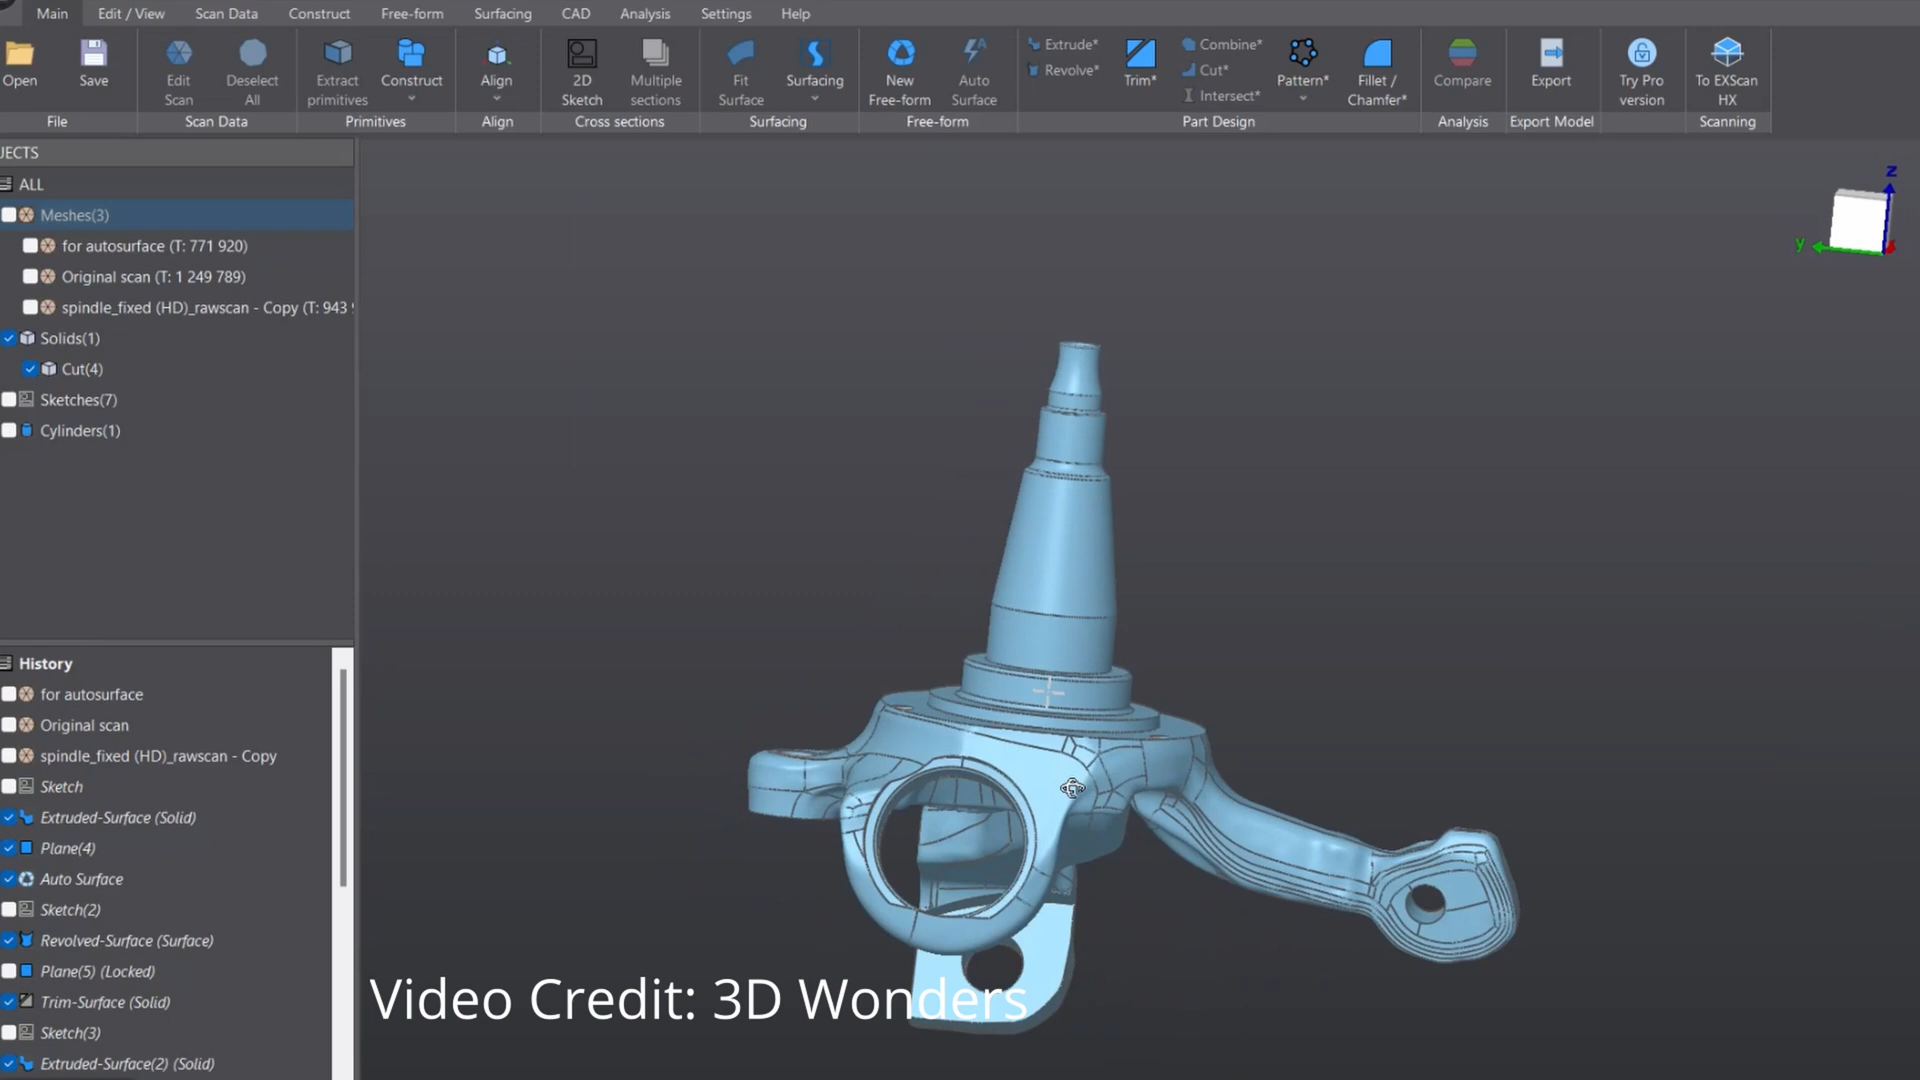 Main Edit / View Scan Data Construct Free-form Surfacing CAD Analysis Settings Help
Open
Save
Edit Scan
Deselect All
Extract primitives
Construct
Align
2D Sketch
Multiple sections
Fit Surface
Surfacing
New Free-form
Auto Surface
Extrude*
Revolve*
Trim*
Combine*
Cut*
Intersect*
Pattern*
Fillet / Chamfer*
Compare
Export
Try Pro version
To EXScan HX
File Scan Data Primitives Align Cross sections Surfacing Free-form Part Design Analysis Export Model Scanning
JECTS
ALL
Meshes(3)
for autosurface (T: 771 920)
Original scan (T: 1 249 789)
spindle_fixed (HD)_rawscan - Copy (T: 943
Solids(1)
Cut(4)
Sketches(7)
Cylinders(1)
z
y
History
for autosurface
Original scan
spindle_fixed (HD)_rawscan - Copy
Sketch
Extruded-Surface (Solid)
Plane(4)
Auto Surface
Sketch(2)
Revolved-Surface (Surface)
Plane(5) (Locked)
Trim-Surface (Solid)
Sketch(3)
Extruded-Surface(2) (Solid)
Video Credit: 3D Wonders